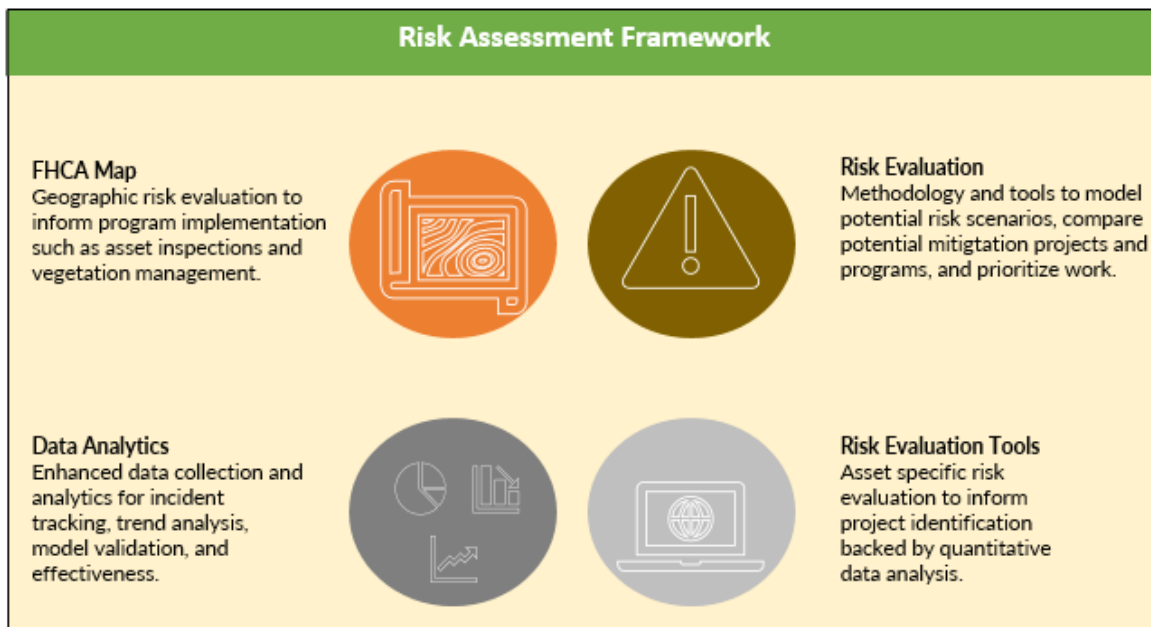 Risk Assessment Framework
FHCA Map
Geographic risk evaluation to
inform program implementation
such as asset inspections and
vegetation management.
Risk Evaluation
Methodology and tools to model
potential risk scenarios, compare
potential mitigtation projects and
programs, and prioritize work.
Data Analytics
Enhanced data collection and
analytics for incident
tracking, trend analysis,
model validation, and
effectiveness.
Risk Evaluation Tools
Asset specific risk
evaluation to inform
project identification
backed by quantitative
data analysis.